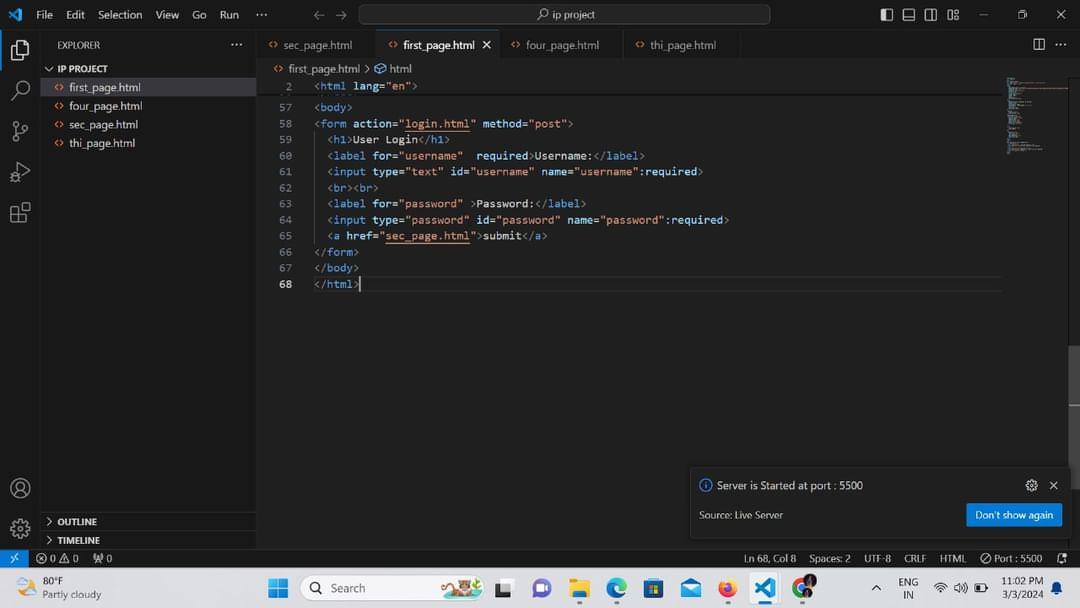 File Edit Selection View Go Run ···
ip project
EXPLORER
IP PROJECT
first_page.html
four_page.html
sec_page.html
thi_page.html
OUTLINE
TIMELINE
sec_page.html first_page.html four_page.html thi_page.html
first_page.html > html
2 <html lang="en">
57 <body>
58 <form action="login.html" method="post">
59 <h1>User Login</h1>
60 <label for="username"  required>Username:</label>
61 <input type="text" id="username" name="username":required>
62 <br><br>
63 <label for="password" >Password:</label>
64 <input type="password" id="password" name="password":required>
65 <a href="sec_page.html">submit</a>
66 </form>
67 </body>
68 </html>
Server is Started at port : 5500
Source: Live Server
Don't show again
0 0 0 Ln 68, Col 8 Spaces: 2 UTF-8 CRLF HTML Port : 5500
80°F
Partly cloudy
Search
ENG
IN
11:02 PM
3/3/2024